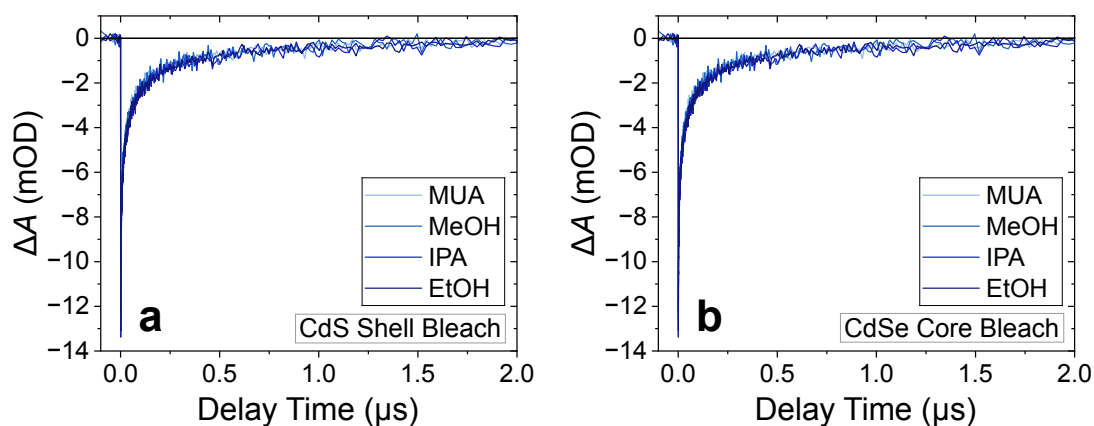 0
−2
−4
−6
−8
−10
−12
−14
ΔA (mOD)
MUA
MeOH
IPA
EtOH
a
CdS Shell Bleach
0.0 0.5 1.0 1.5 2.0
Delay Time (µs)
0
−2
−4
−6
−8
−10
−12
−14
ΔA (mOD)
MUA
MeOH
IPA
EtOH
b
CdSe Core Bleach
0.0 0.5 1.0 1.5 2.0
Delay Time (µs)